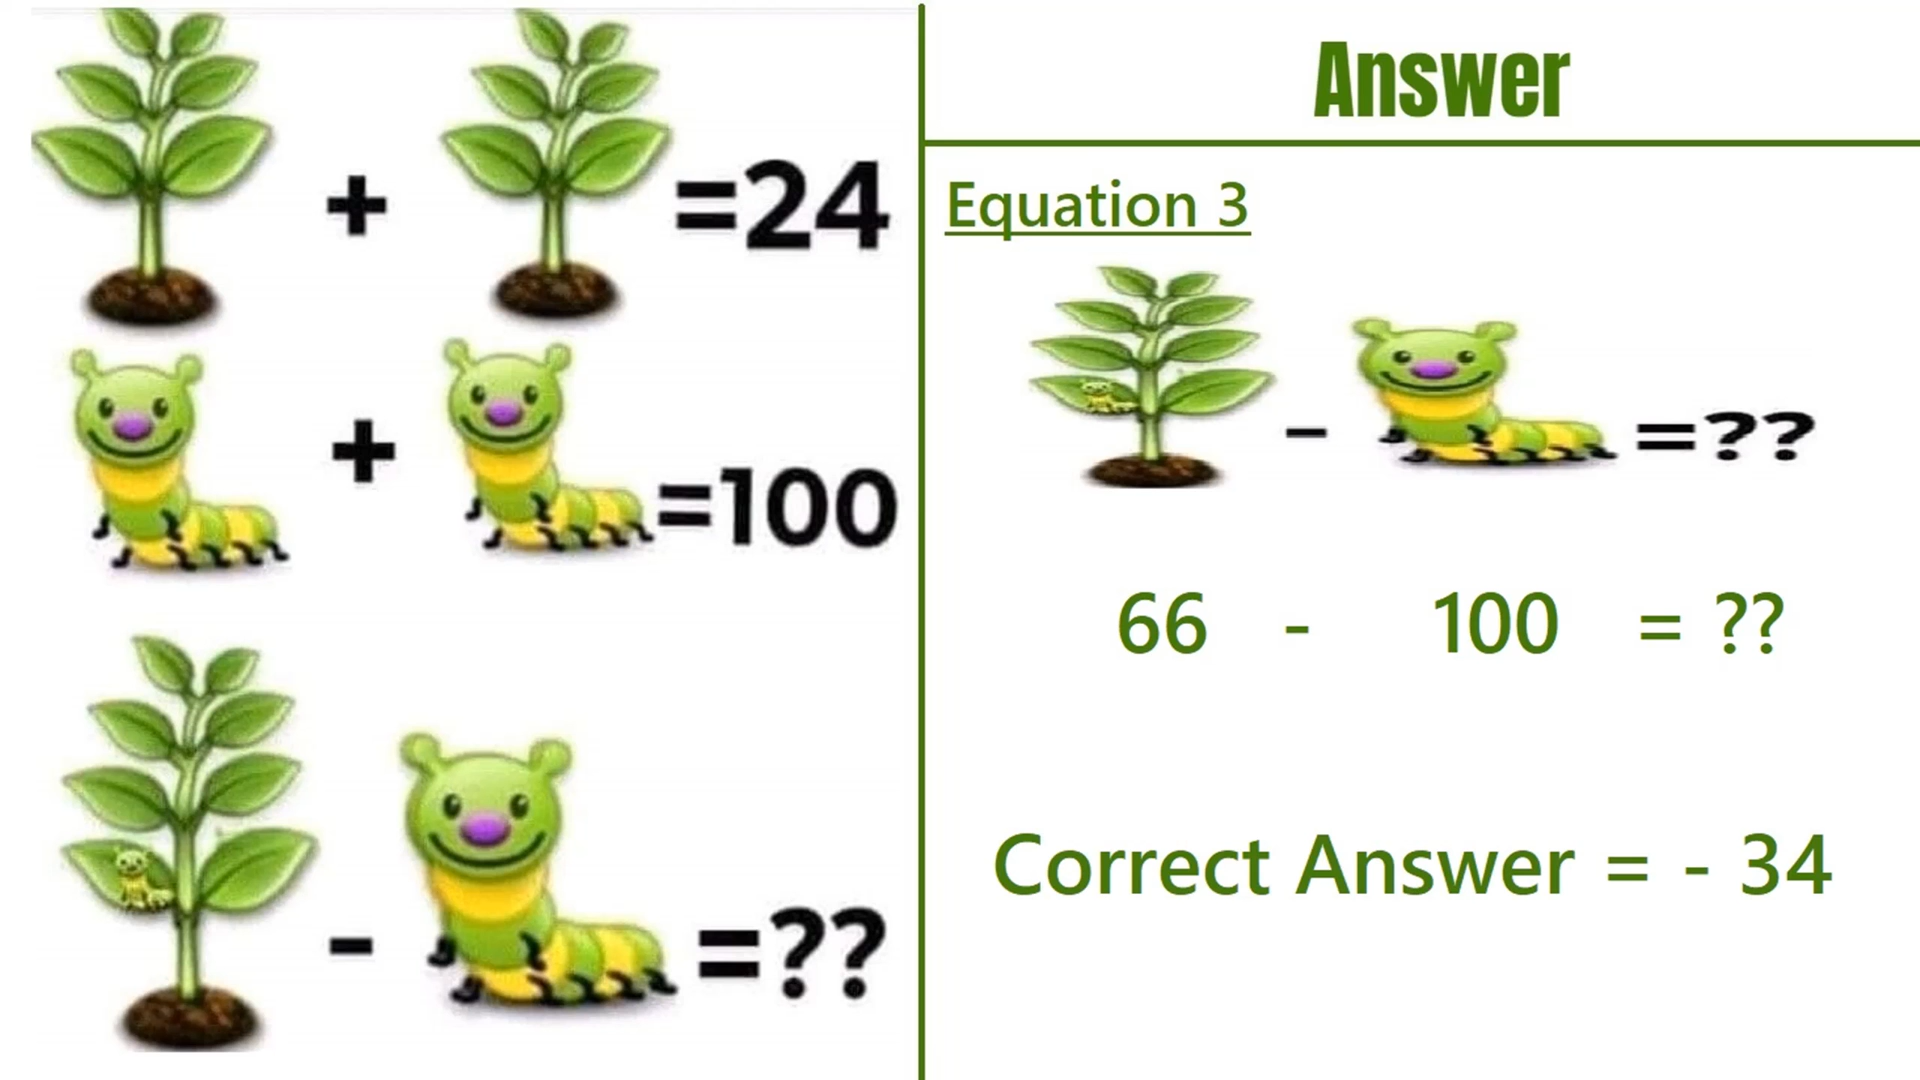 + =24
+ =100
- =??
Answer
Equation 3
- =??
66 - 100 = ??
Correct Answer = - 34